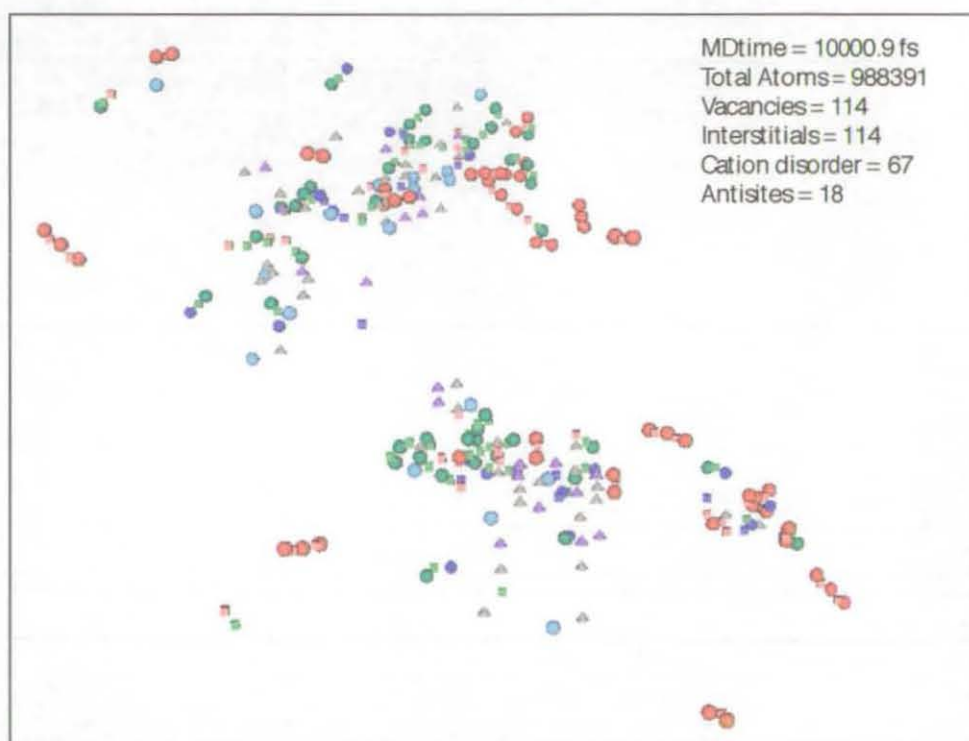 MDtime = 10000.9 fs
Total Atoms = 988391
Vacancies = 114
Interstitials = 114
Cation disorder = 67
Antisites = 18